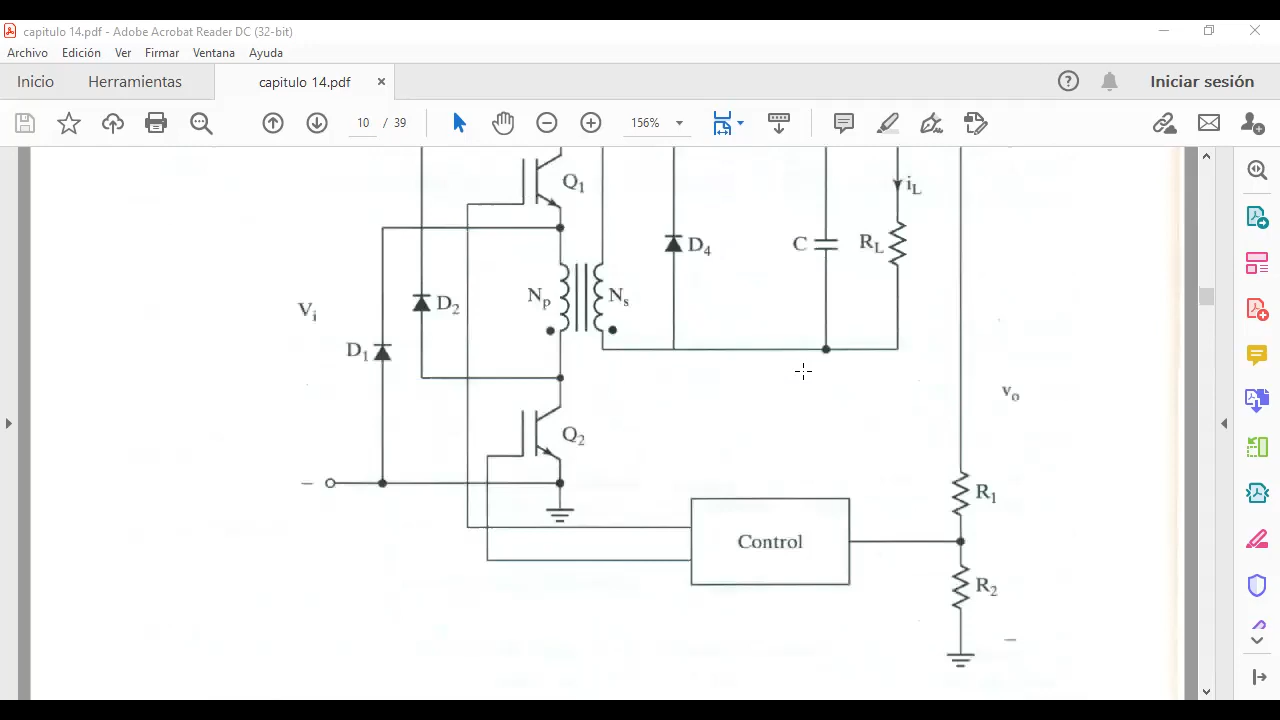 capitulo 14.pdf - Adobe Acrobat Reader DC (32-bit)
Archivo Edición Ver Firmar Ventana Ayuda
Inicio Herramientas capitulo 14.pdf × Iniciar sesión
10 / 39 156%
Q1
iL
D4 C RL
Vi D2 Np Ns
D1
vo
Q2
−
R1
Control
R2
−